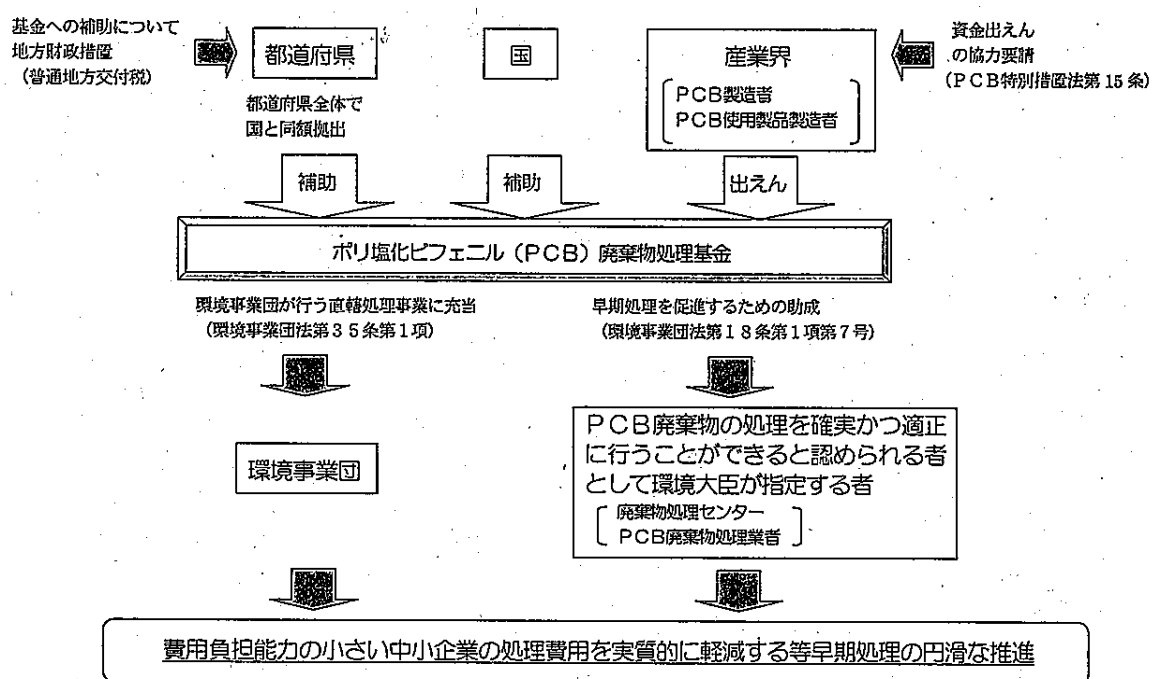 基金への補助について
地方財政措置
（普通地方交付税）
都道府県
国
産業界
PCB製造者
PCB使用製品製造者
資金出えん
の協力要請
（PCB特別措置法第15条）
都道府県全体で
国と同額拠出
補助
補助
出えん
ポリ塩化ビフェニル（PCB）廃棄物処理基金
環境事業団が行う直轄処理事業に充当
（環境事業団法第35条第1項）
早期処理を促進するための助成
（環境事業団法第18条第1項第7号）
環境事業団
PCB廃棄物の処理を確実かつ適正
に行うことができると認められる者
として環境大臣が指定する者
廃棄物処理センター
PCB廃棄物処理業者
費用負担能力の小さい中小企業の処理費用を実質的に軽減する等早期処理の円滑な推進